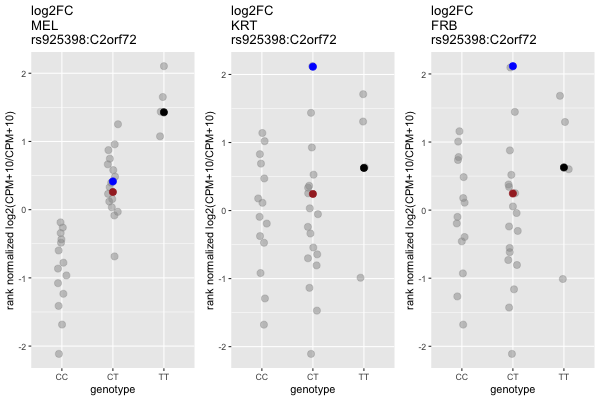 log2FC
MEL
rs925398:C2orf72
rank normalized log2(CPM+10/CPM+10)
2
1
0
-1
-2
CC
CT
TT
genotype
log2FC
KRT
rs925398:C2orf72
rank normalized log2(CPM+10/CPM+10)
2
1
0
-1
-2
CC
CT
TT
genotype
log2FC
FRB
rs925398:C2orf72
rank normalized log2(CPM+10/CPM+10)
2
1
0
-1
-2
CC
CT
TT
genotype